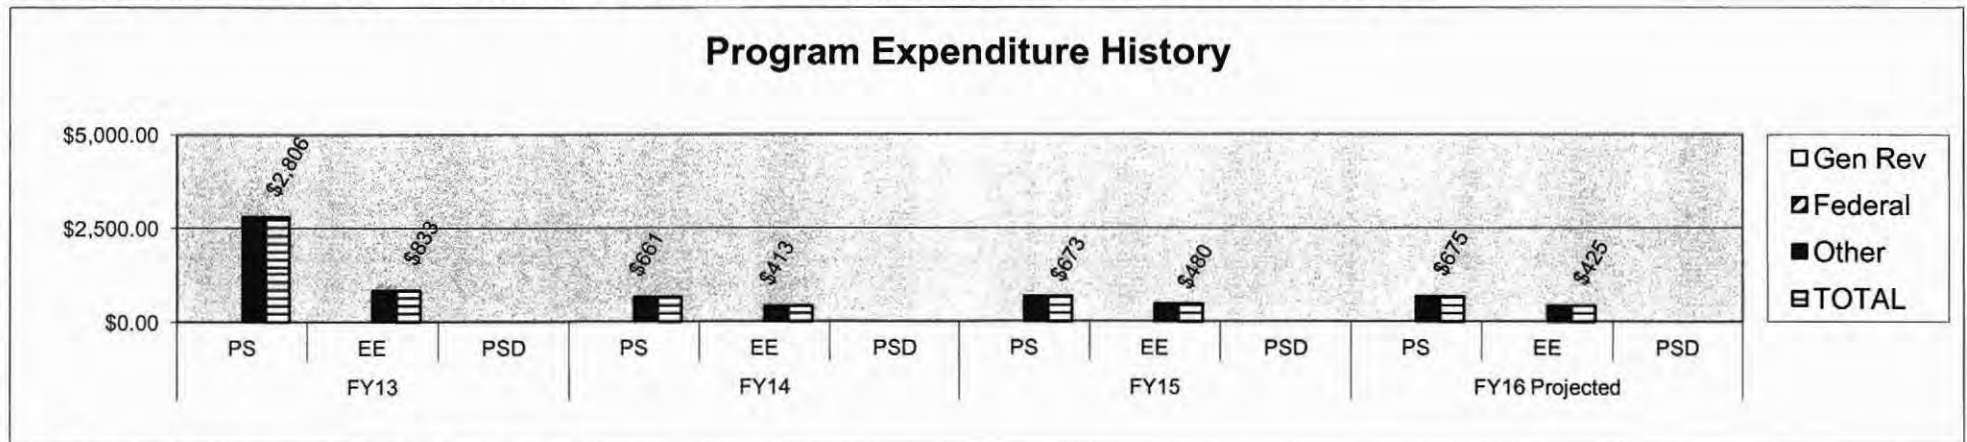 Program Expenditure History
$5,000.00
$2,500.00
$0.00
$2,806
$833
$661
$413
$673
$480
$675
$425
PS EE PSD PS EE PSD PS EE PSD PS EE PSD
FY13 FY14 FY15 FY16 Projected
Gen Rev
Federal
Other
TOTAL